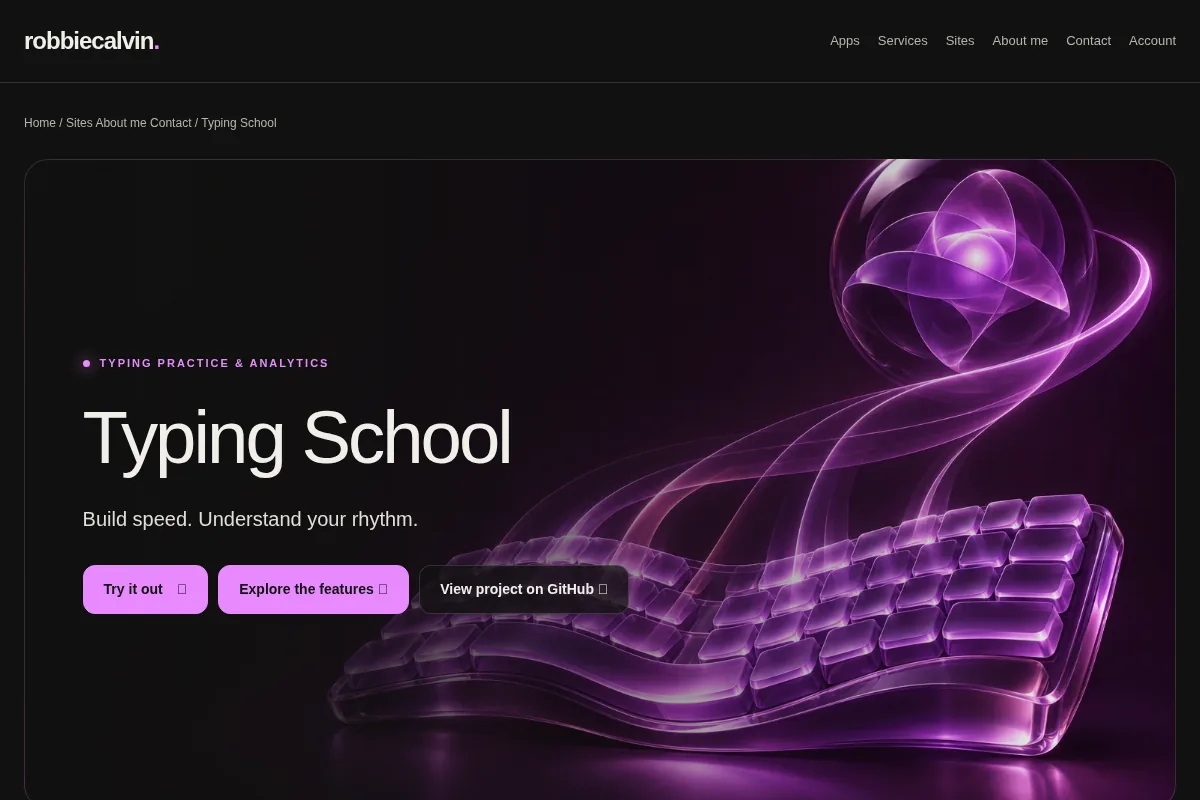 robbiecalvin.
Apps Services Sites About me Contact Account
Home / Sites About me Contact / Typing School
TYPING PRACTICE & ANALYTICS
Typing School
Build speed. Understand your rhythm.
Try it out
Explore the features
View project on GitHub